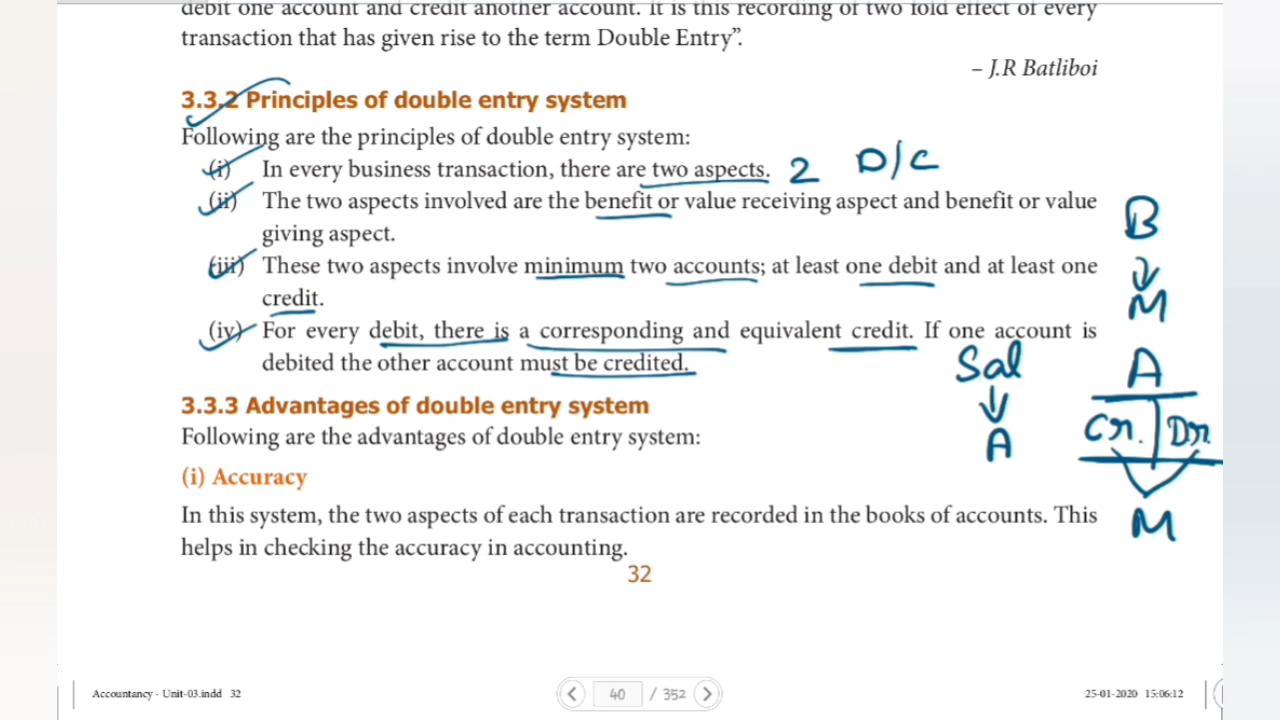 debit one account and credit another account. It is this recording of two fold effect of every
transaction that has given rise to the term Double Entry”.
– J.R Batliboi
3.3.2 Principles of double entry system
Following are the principles of double entry system:
(i) In every business transaction, there are two aspects. 2 D/C
(ii) The two aspects involved are the benefit or value receiving aspect and benefit or value
giving aspect.
B
(iii) These two aspects involve minimum two accounts; at least one debit and at least one
credit.
M
(iv) For every debit, there is a corresponding and equivalent credit. If one account is
debited the other account must be credited.
Sal
A
3.3.3 Advantages of double entry system
Following are the advantages of double entry system:
A
Cr. Dr.
(i) Accuracy
In this system, the two aspects of each transaction are recorded in the books of accounts. This
M
helps in checking the accuracy in accounting.
32
Accountancy - Unit-03.indd 32
40 / 352
25-01-2020 15:06:12